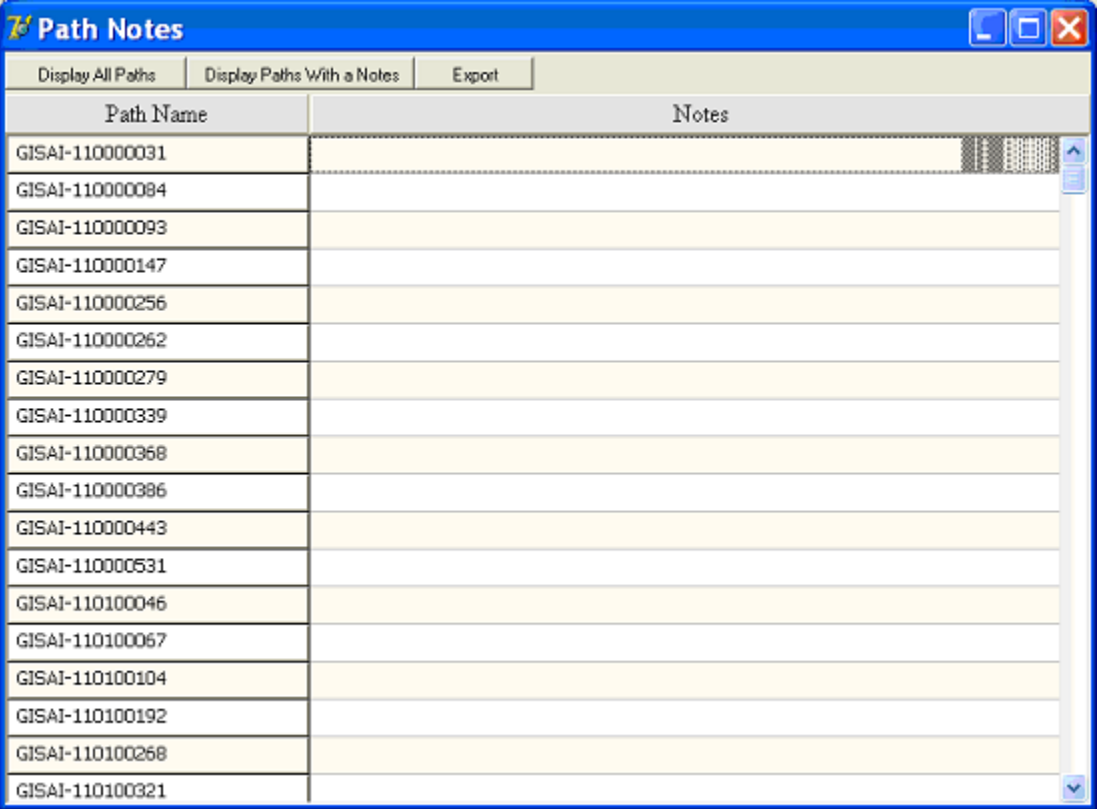 Path Notes
Display All Paths Display Paths With a Notes Export
Path Name Notes
GISAI-110000031
GISAI-110000084
GISAI-110000093
GISAI-110000147
GISAI-110000256
GISAI-110000262
GISAI-110000279
GISAI-110000339
GISAI-110000368
GISAI-110000386
GISAI-110000443
GISAI-110000531
GISAI-110100046
GISAI-110100067
GISAI-110100104
GISAI-110100192
GISAI-110100268
GISAI-110100321